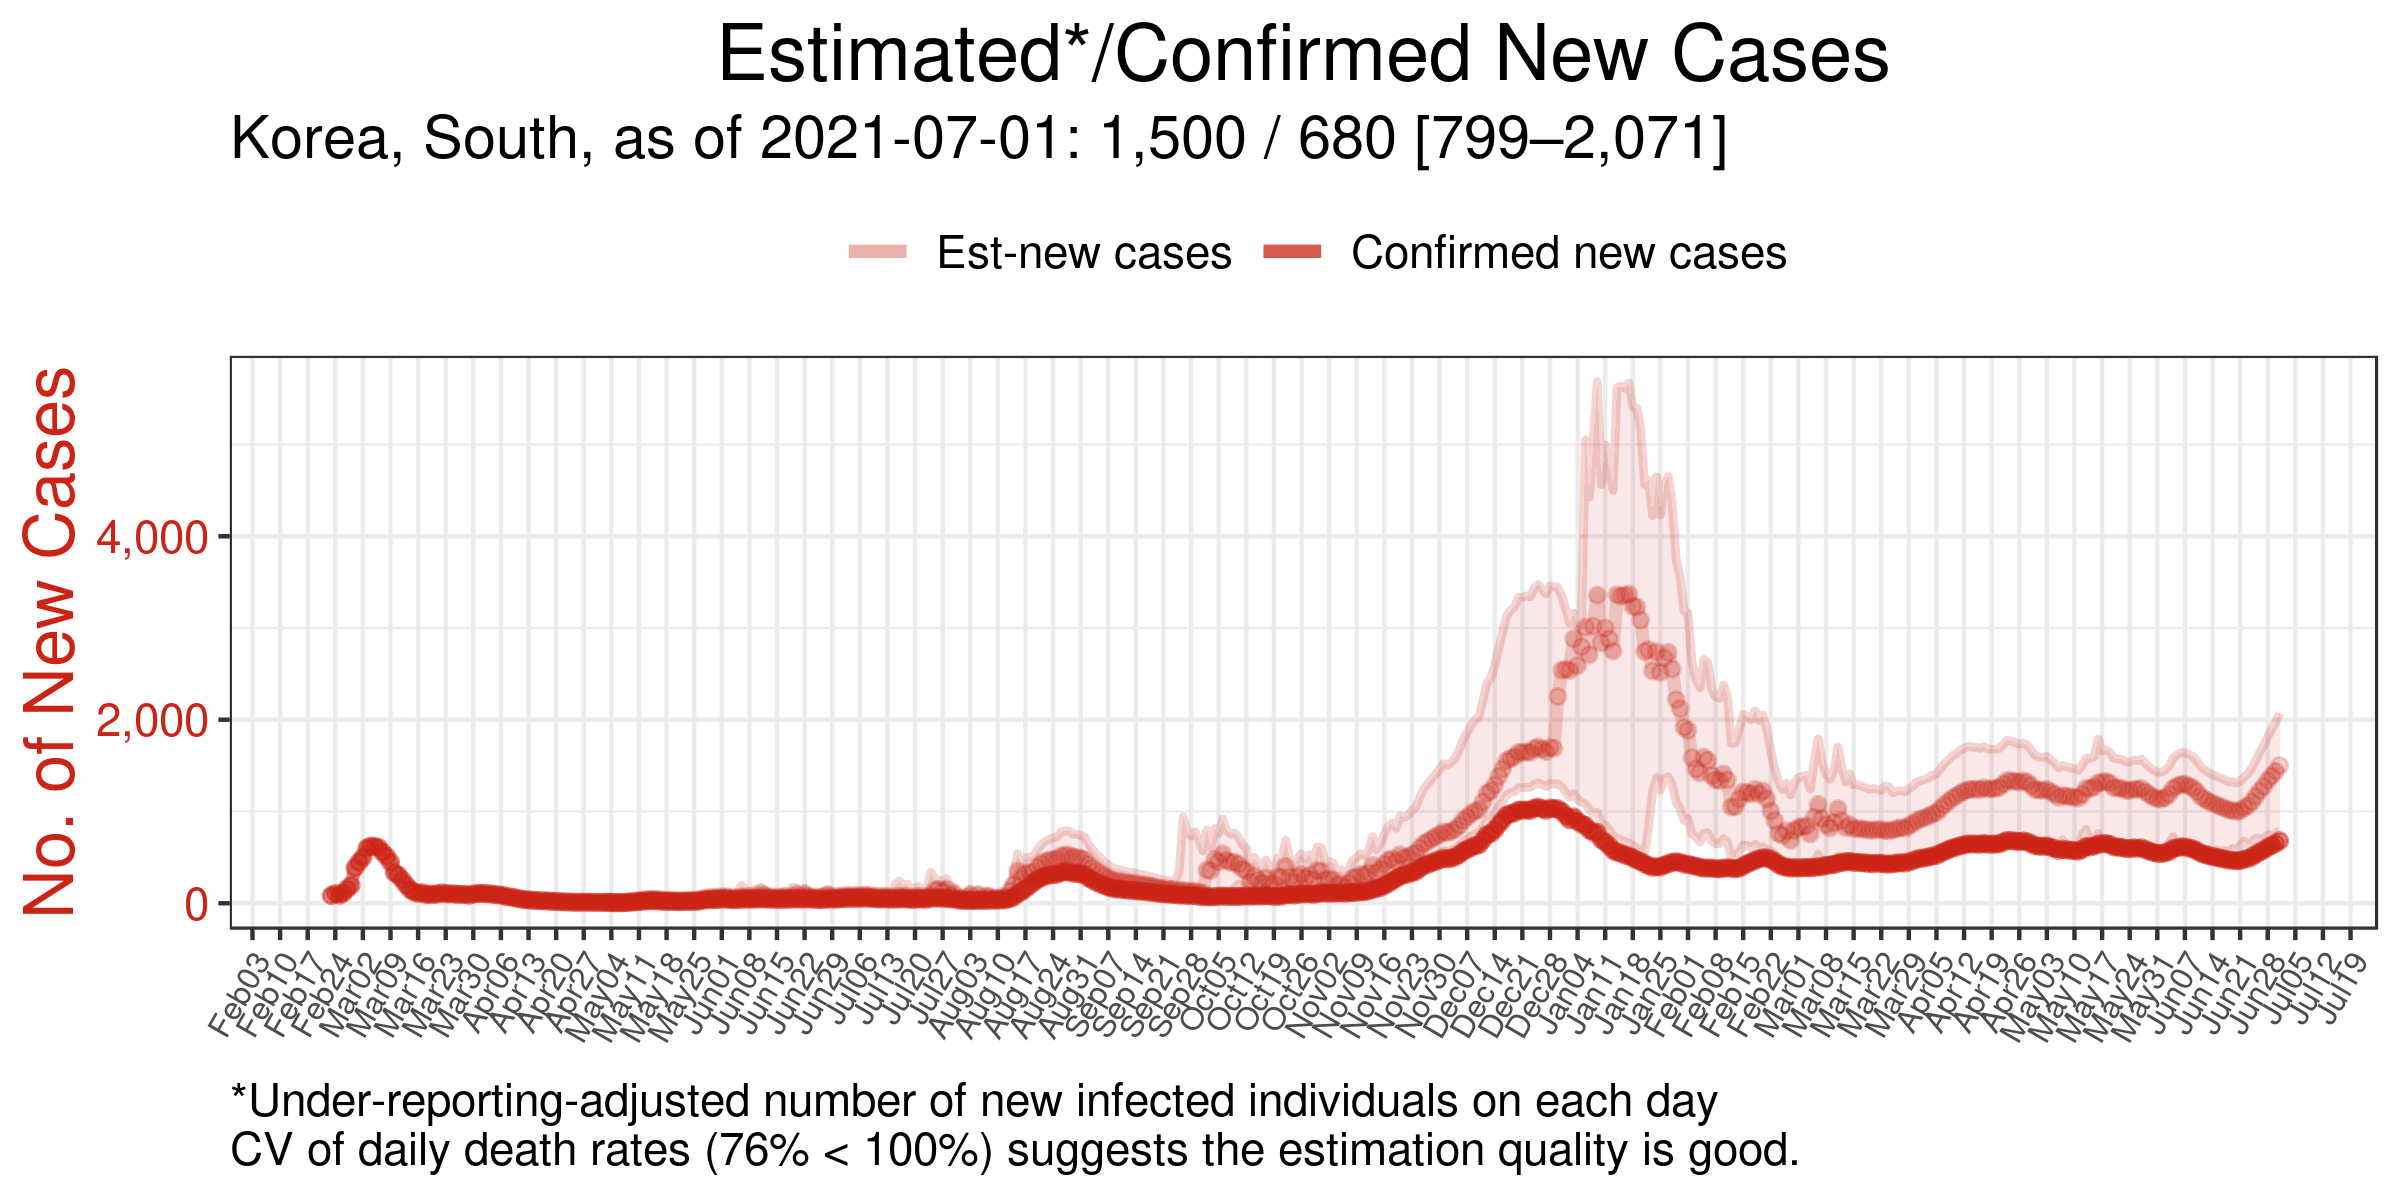 Estimated*/Confirmed New Cases
Korea, South, as of 2021-07-01: 1,500 / 680 [799–2,071]
Est-new cases Confirmed new cases
No. of New Cases
4,000
2,000
0
Feb03 Feb10 Feb17 Feb24 Mar02 Mar09 Mar16 Mar23 Mar30 Apr06 Apr13 Apr20 Apr27 May04 May11 May18 May25 Jun01 Jun08 Jun15 Jun22 Jun29 Jul06 Jul13 Jul20 Jul27 Aug03 Aug10 Aug17 Aug24 Aug31 Sep07 Sep14 Sep21 Sep28 Oct05 Oct12 Oct19 Oct26 Nov02 Nov09 Nov16 Nov23 Nov30 Dec07 Dec14 Dec21 Dec28 Jan04 Jan11 Jan18 Jan25 Feb01 Feb08 Feb15 Feb22 Mar01 Mar08 Mar15 Mar22 Mar29 Apr05 Apr12 Apr19 Apr26 May03 May10 May17 May24 May31 Jun07 Jun14 Jun21 Jun28 Jul05 Jul12 Jul19
*Under-reporting-adjusted number of new infected individuals on each day
CV of daily death rates (76% < 100%) suggests the estimation quality is good.